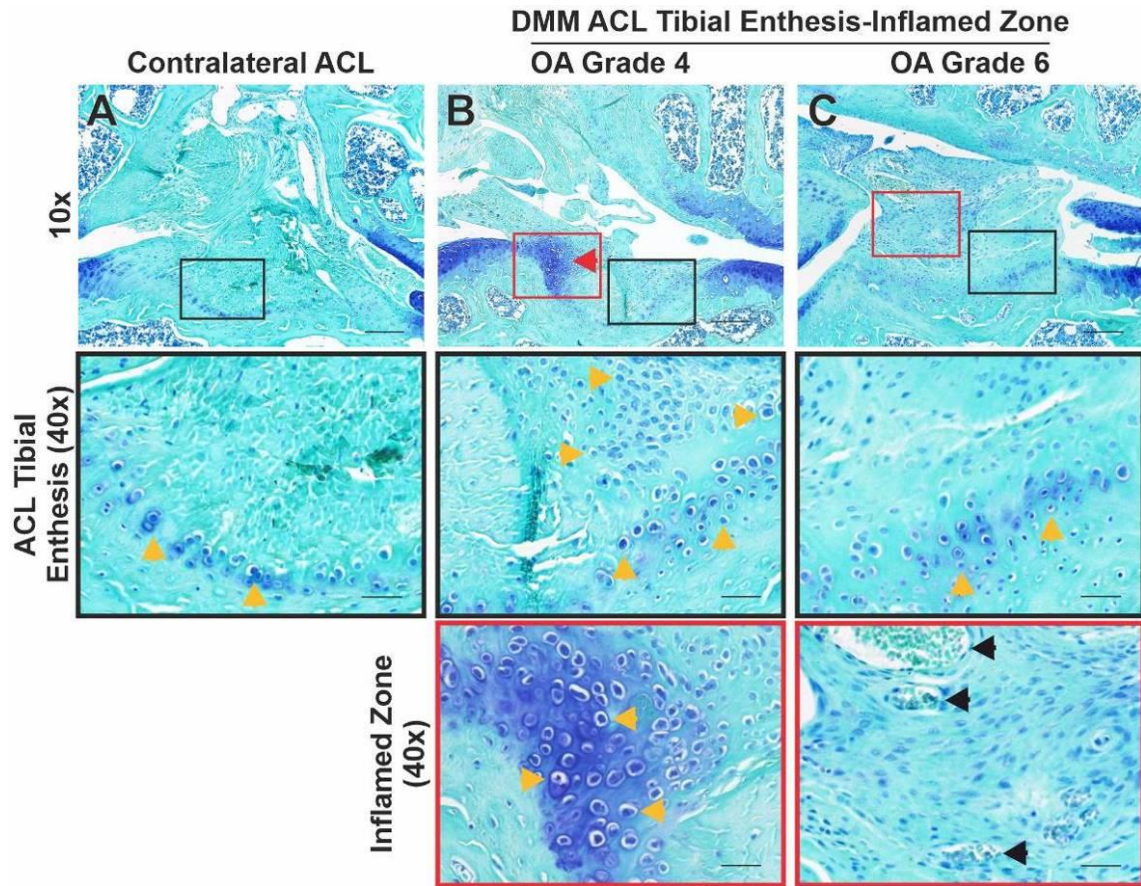 DMM ACL Tibial Enthesis-Inflamed Zone
Contralateral ACL
OA Grade 4
OA Grade 6
A
B
C
10x
ACL Tibial
Enthesis (40x)
Inflamed Zone
(40x)